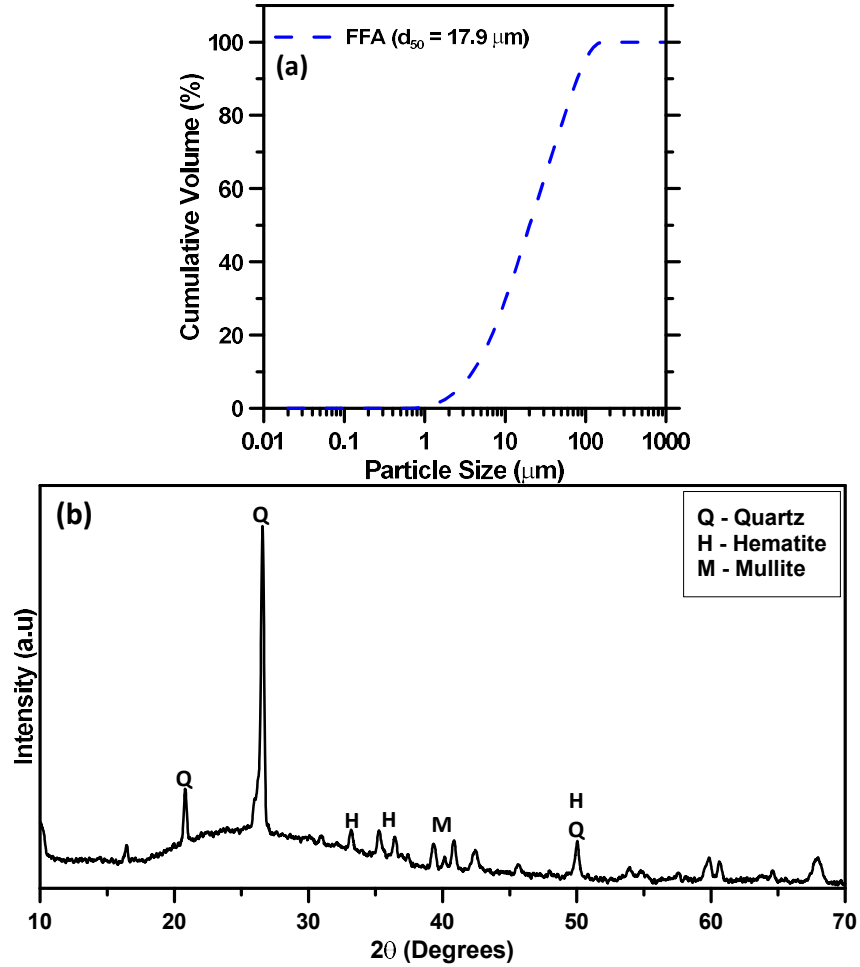 FFA (d₅₀ = 17.9 μm)
(a)
Cumulative Volume (%)
100
80
60
40
20
0
0.01 0.1 1 10 100 1000
Particle Size (μm)
(b)
Q
Q - Quartz
H - Hematite
M - Mullite
Intensity (a.u)
Q
H H M H
Q
10 20 30 40 50 60 70
2θ (Degrees)